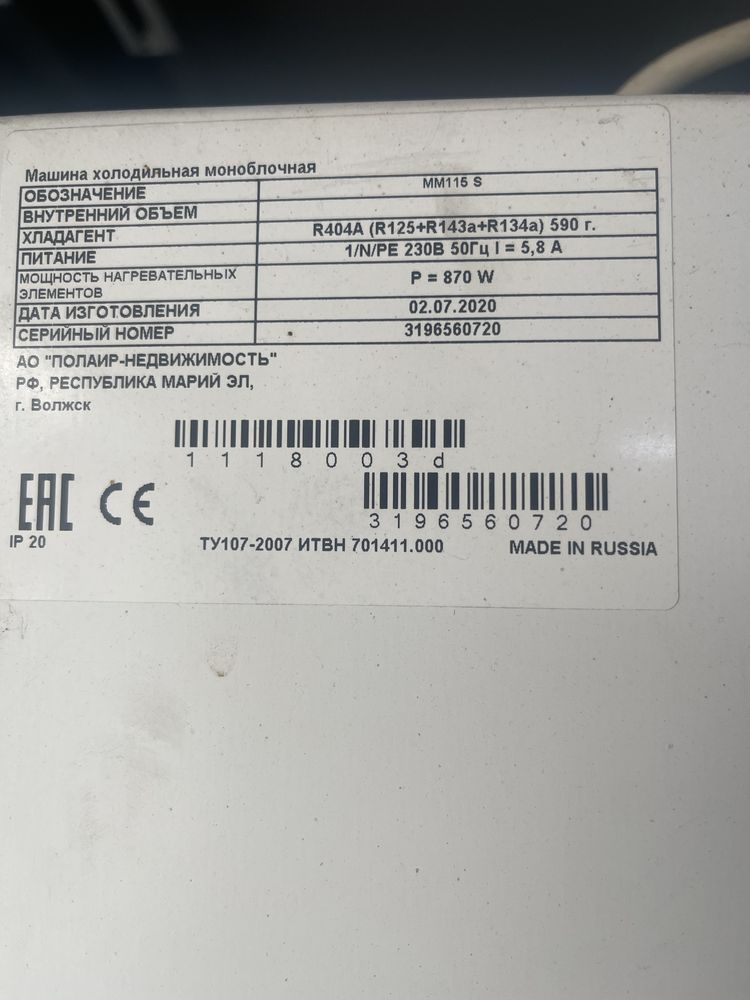 Машина холодильная моноблочная
ОБОЗНАЧЕНИЕ MM115 S
ВНУТРЕННИЙ ОБЪЕМ
ХЛАДАГЕНТ R404A (R125+R143a+R134a) 590 г.
ПИТАНИЕ 1/N/PE 230В 50Гц I = 5,8 А
МОЩНОСТЬ НАГРЕВАТЕЛЬНЫХ ЭЛЕМЕНТОВ P = 870 W
ДАТА ИЗГОТОВЛЕНИЯ 02.07.2020
СЕРИЙНЫЙ НОМЕР 3196560720
АО "ПОЛАИР-НЕДВИЖИМОСТЬ"
РФ, РЕСПУБЛИКА МАРИЙ ЭЛ,
г. Волжск
1118003d
EAC CE
3196560720
IP 20 ТУ107-2007 ИТВН 701411.000 MADE IN RUSSIA